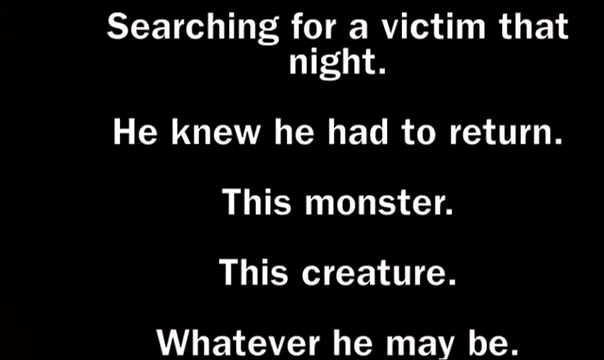 Searching for a victim that
night.
He knew he had to return.
This monster.
This creature.
Whatever he may be.